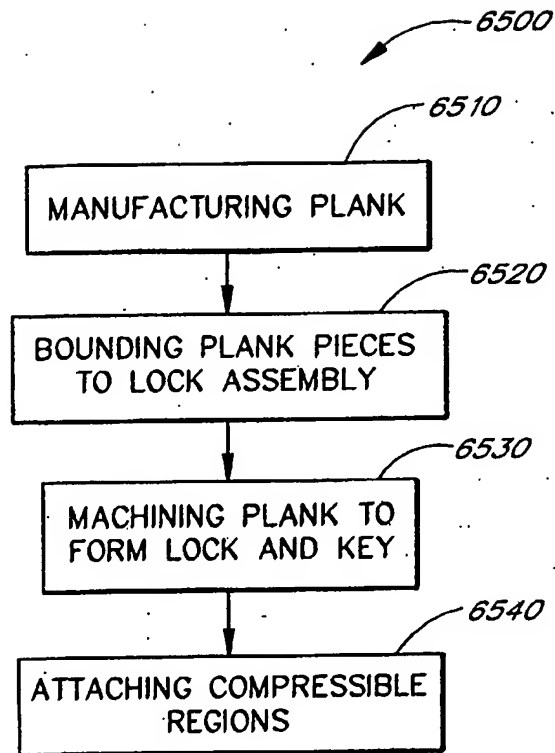 6500
6510
MANUFACTURING PLANK
6520
BOUNDING PLANK PIECES
TO LOCK ASSEMBLY
6530
MACHINING PLANK TO
FORM LOCK AND KEY
6540
ATTACHING COMPRESSIBLE
REGIONS